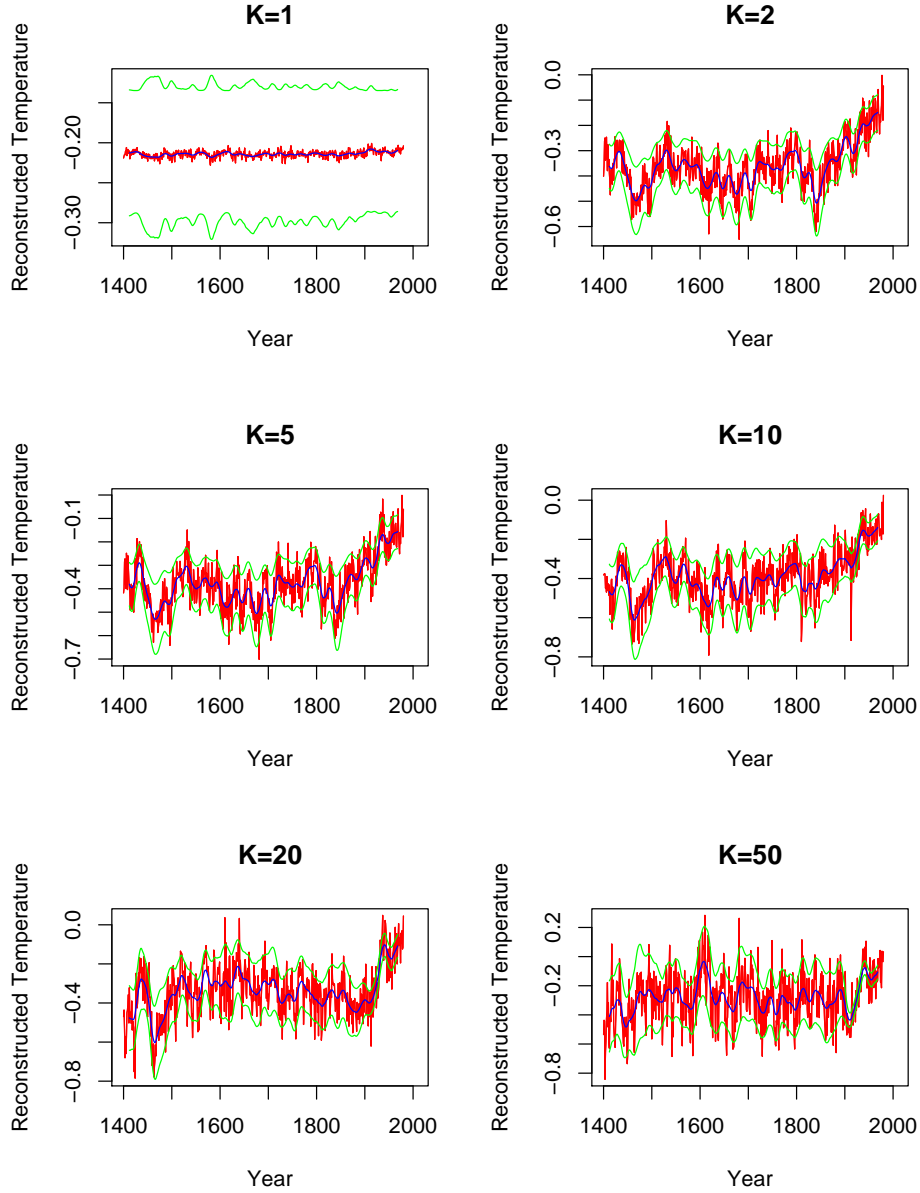 K=1
Reconstructed Temperature
−0.20
−0.30
1400 1600 1800 2000
Year
K=2
Reconstructed Temperature
0.0
−0.3
−0.6
1400 1600 1800 2000
Year
K=5
Reconstructed Temperature
−0.1
−0.4
−0.7
1400 1600 1800 2000
Year
K=10
Reconstructed Temperature
0.0
−0.4
−0.8
1400 1600 1800 2000
Year
K=20
Reconstructed Temperature
0.0
−0.4
−0.8
1400 1600 1800 2000
Year
K=50
Reconstructed Temperature
0.2
−0.2
−0.8
1400 1600 1800 2000
Year